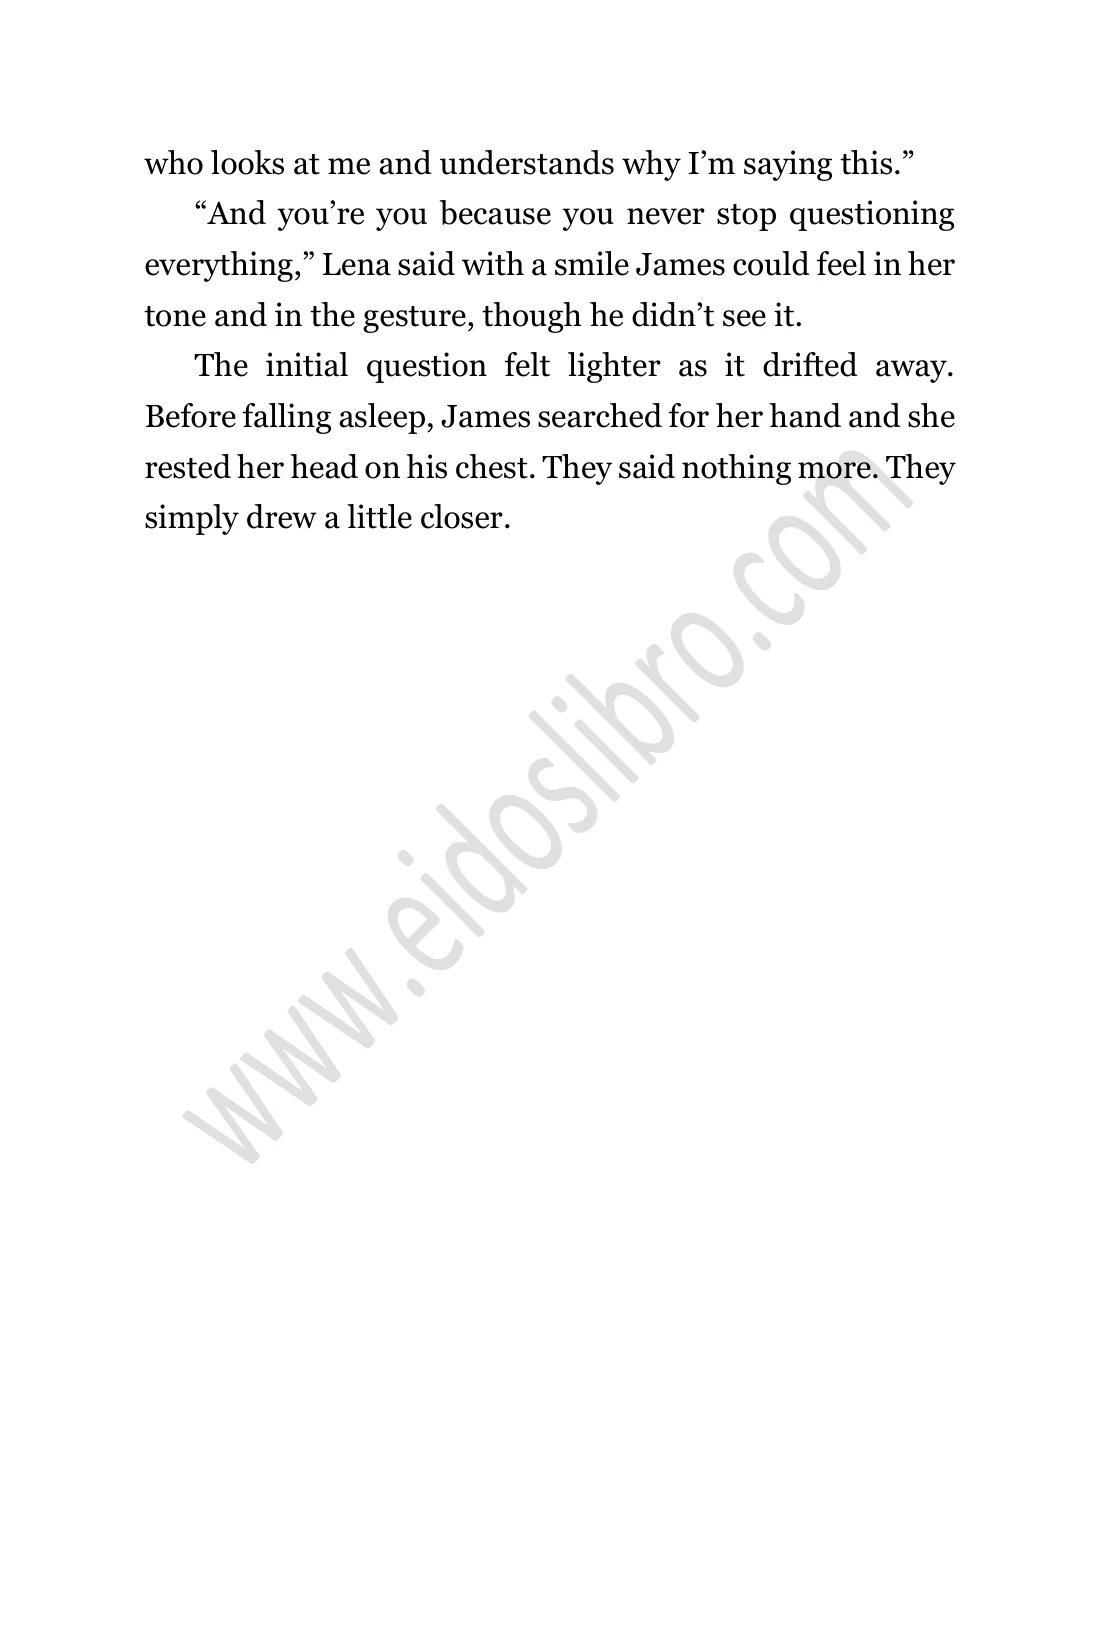 who looks at me and understands why I’m saying this.”
“And you’re you because you never stop questioning
everything,” Lena said with a smile James could feel in her
tone and in the gesture, though he didn’t see it.
The initial question felt lighter as it drifted away.
Before falling asleep, James searched for her hand and she
rested her head on his chest. They said nothing more. They
simply drew a little closer.
www.eidoslibro.com